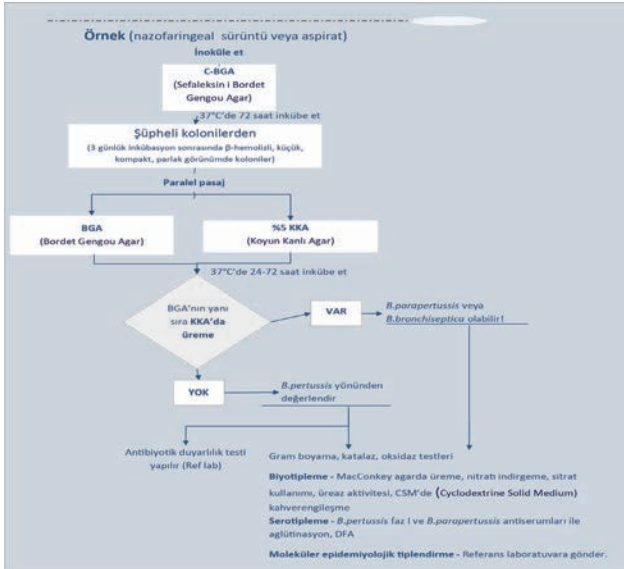 Örnek (nazofaringeal sürüntü veya aspirat)
İnoküle et
C-BGA
(Sefaleksin i Bordet
Gengou Agar)
37°C'de 72 saat inkübe et
Şüpheli kolonilerden
(3 günlük inkübasyon sonrasında β-hemolizli, küçük,
kompakt, parlak görünümde koloniler)
Paralel pasaj
BGA
(Bordet Gengou Agar)
%5 KKA
(Koyun Kanlı Agar)
37°C'de 24-72 saat inkübe et
BGA'nın yanı
sıra KKA'da
üreme
VAR
B.parapertussis veya
B.bronchiseptica olabilir!
YOK
B.pertussis yönünden
değerlendir
Antibiyotik duyarlılık testi
yapılır (Ref lab)
Gram boyama, katalaz, oksidaz testleri
Biyotipleme - MacConkey agarda üreme, nitratı indirgeme, sitrat
kullanımı, üreaz aktivitesi, CSM'de (Cyclodextrine Solid Medium)
kahverengileşme
Serotipleme - B.pertussis faz I ve B.parapertussis antiserumları ile
aglütinasyon, DFA
Moleküler epidemiyolojik tiplendirme - Referans laboratuvara gönder.